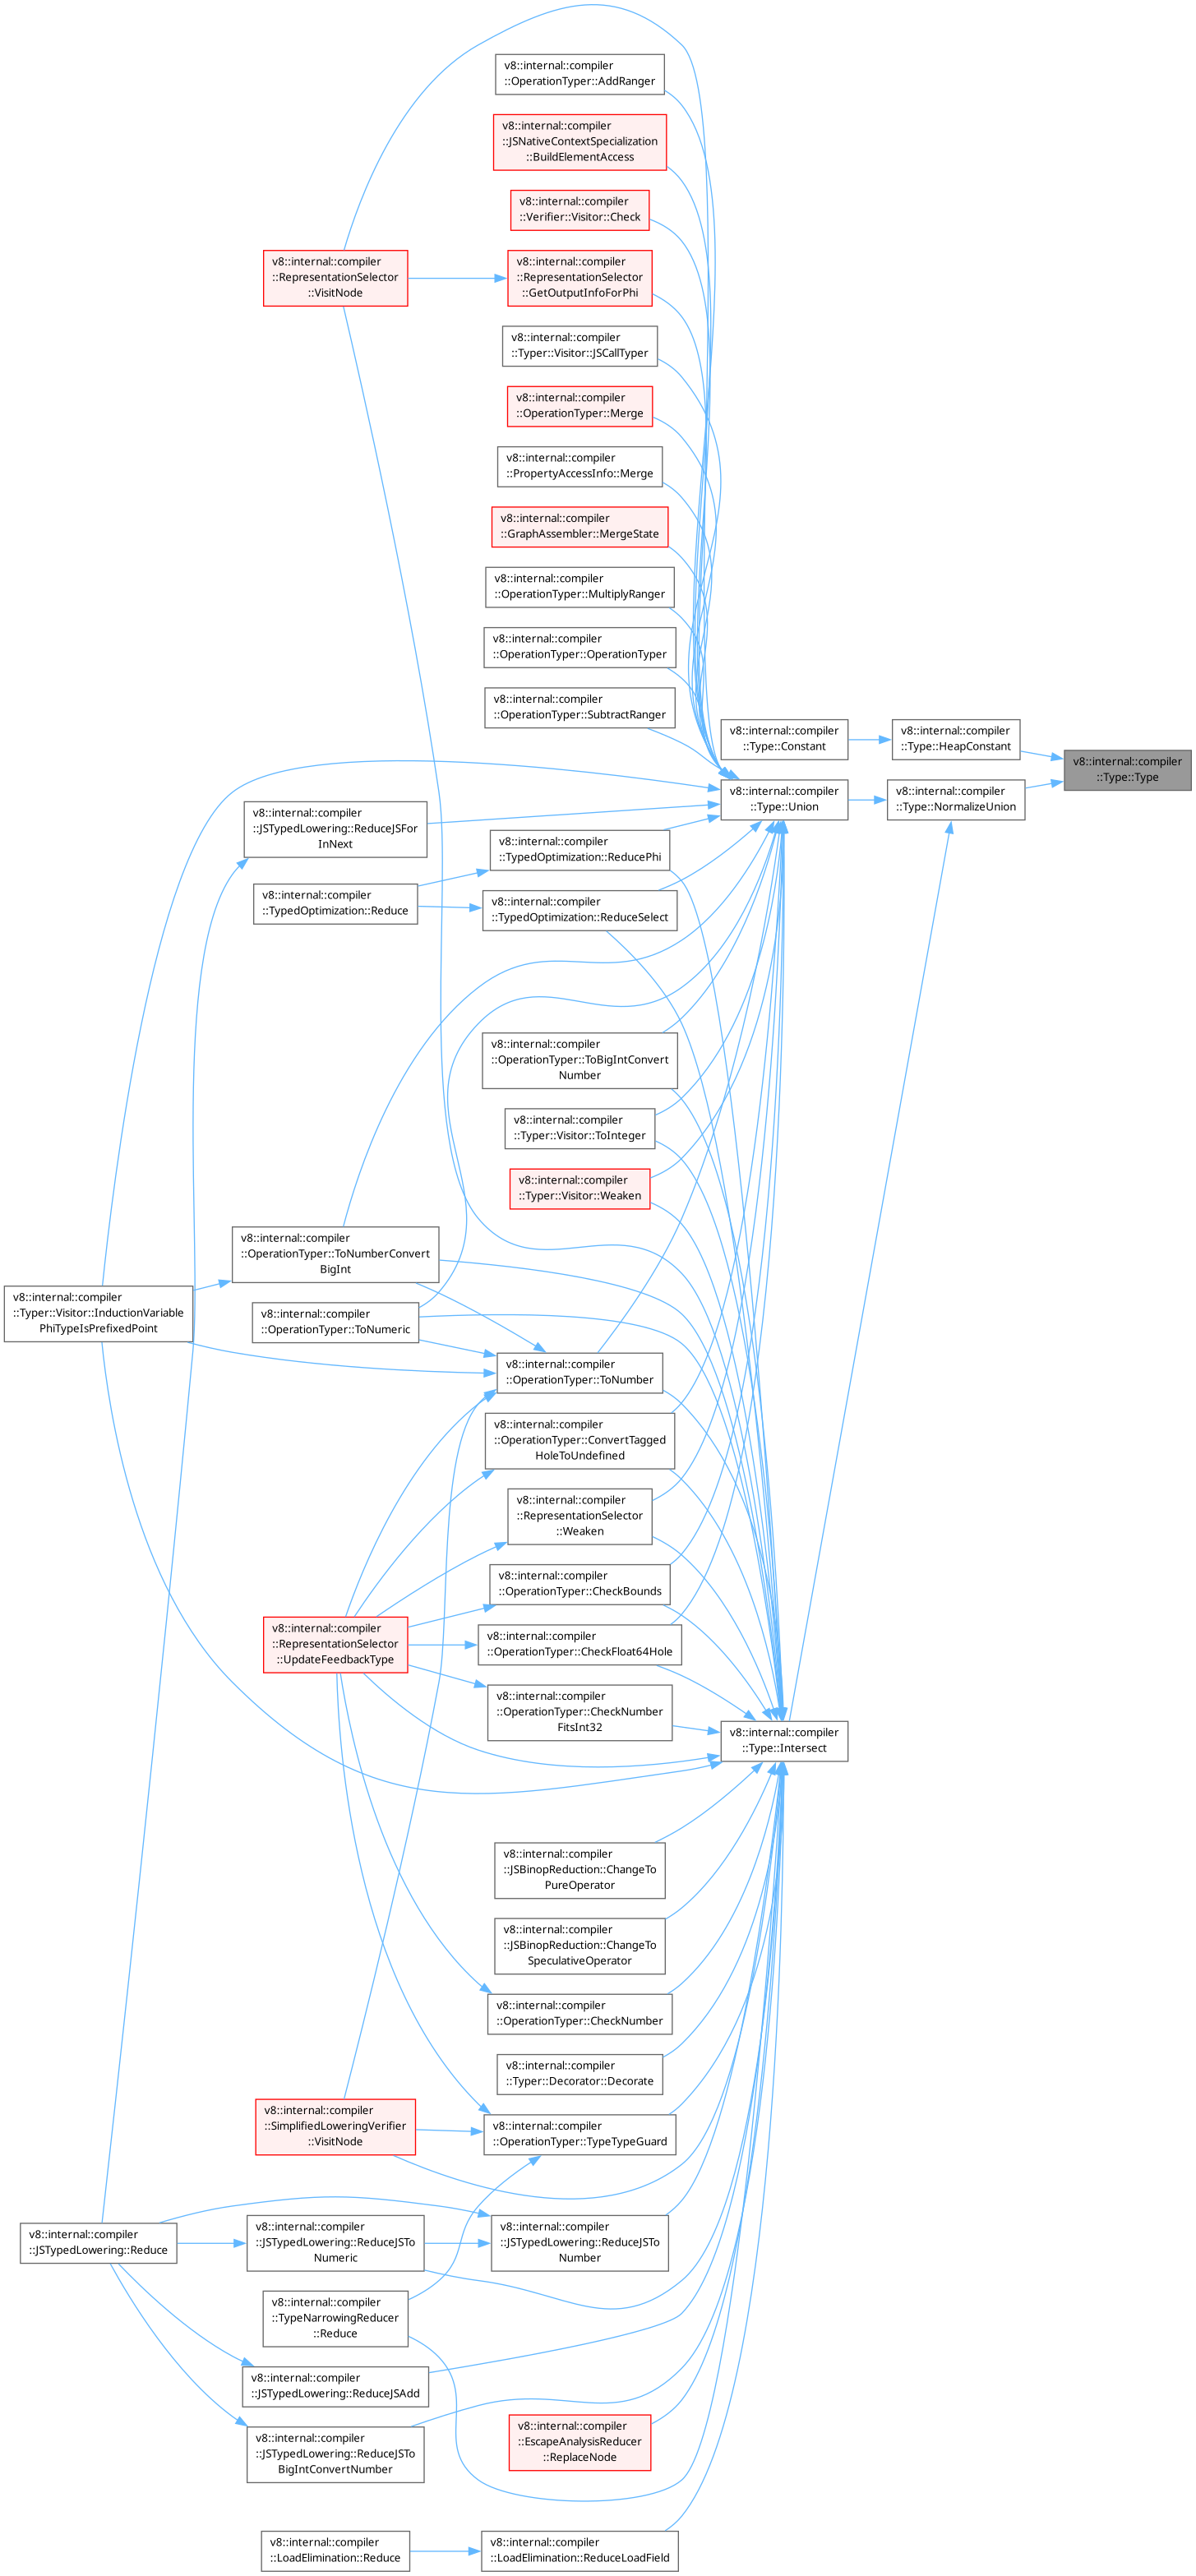 v8::internal::compiler
::OperationTyper::AddRanger
v8::internal::compiler
::JSNativeContextSpecialization
::BuildElementAccess
v8::internal::compiler
::Verifier::Visitor::Check
v8::internal::compiler
::RepresentationSelector
::VisitNode
v8::internal::compiler
::RepresentationSelector
::GetOutputInfoForPhi
v8::internal::compiler
::Typer::Visitor::JSCallTyper
v8::internal::compiler
::OperationTyper::Merge
v8::internal::compiler
::PropertyAccessInfo::Merge
v8::internal::compiler
::GraphAssembler::MergeState
v8::internal::compiler
::OperationTyper::MultiplyRanger
v8::internal::compiler
::OperationTyper::OperationTyper
v8::internal::compiler
::OperationTyper::SubtractRanger
v8::internal::compiler
::Type::Constant
v8::internal::compiler
::Type::HeapConstant
v8::internal::compiler
::Type::Type
v8::internal::compiler
::Type::Union
v8::internal::compiler
::Type::NormalizeUnion
v8::internal::compiler
::JSTypedLowering::ReduceJSFor
InNext
v8::internal::compiler
::TypedOptimization::ReducePhi
v8::internal::compiler
::TypedOptimization::Reduce
v8::internal::compiler
::TypedOptimization::ReduceSelect
v8::internal::compiler
::OperationTyper::ToBigIntConvert
Number
v8::internal::compiler
::Typer::Visitor::ToInteger
v8::internal::compiler
::Typer::Visitor::Weaken
v8::internal::compiler
::OperationTyper::ToNumberConvert
BigInt
v8::internal::compiler
::Typer::Visitor::InductionVariable
PhiTypeIsPrefixedPoint
v8::internal::compiler
::OperationTyper::ToNumeric
v8::internal::compiler
::OperationTyper::ToNumber
v8::internal::compiler
::OperationTyper::ConvertTagged
HoleToUndefined
v8::internal::compiler
::RepresentationSelector
::Weaken
v8::internal::compiler
::OperationTyper::CheckBounds
v8::internal::compiler
::RepresentationSelector
::UpdateFeedbackType
v8::internal::compiler
::OperationTyper::CheckFloat64Hole
v8::internal::compiler
::OperationTyper::CheckNumber
FitsInt32
v8::internal::compiler
::Type::Intersect
v8::internal::compiler
::JSBinopReduction::ChangeTo
PureOperator
v8::internal::compiler
::JSBinopReduction::ChangeTo
SpeculativeOperator
v8::internal::compiler
::OperationTyper::CheckNumber
v8::internal::compiler
::Typer::Decorator::Decorate
v8::internal::compiler
::SimplifiedLoweringVerifier
::VisitNode
v8::internal::compiler
::OperationTyper::TypeTypeGuard
v8::internal::compiler
::JSTypedLowering::Reduce
v8::internal::compiler
::JSTypedLowering::ReduceJSTo
Numeric
v8::internal::compiler
::JSTypedLowering::ReduceJSTo
Number
v8::internal::compiler
::TypeNarrowingReducer
::Reduce
v8::internal::compiler
::JSTypedLowering::ReduceJSAdd
v8::internal::compiler
::JSTypedLowering::ReduceJSTo
BigIntConvertNumber
v8::internal::compiler
::EscapeAnalysisReducer
::ReplaceNode
v8::internal::compiler
::LoadElimination::Reduce
v8::internal::compiler
::LoadElimination::ReduceLoadField